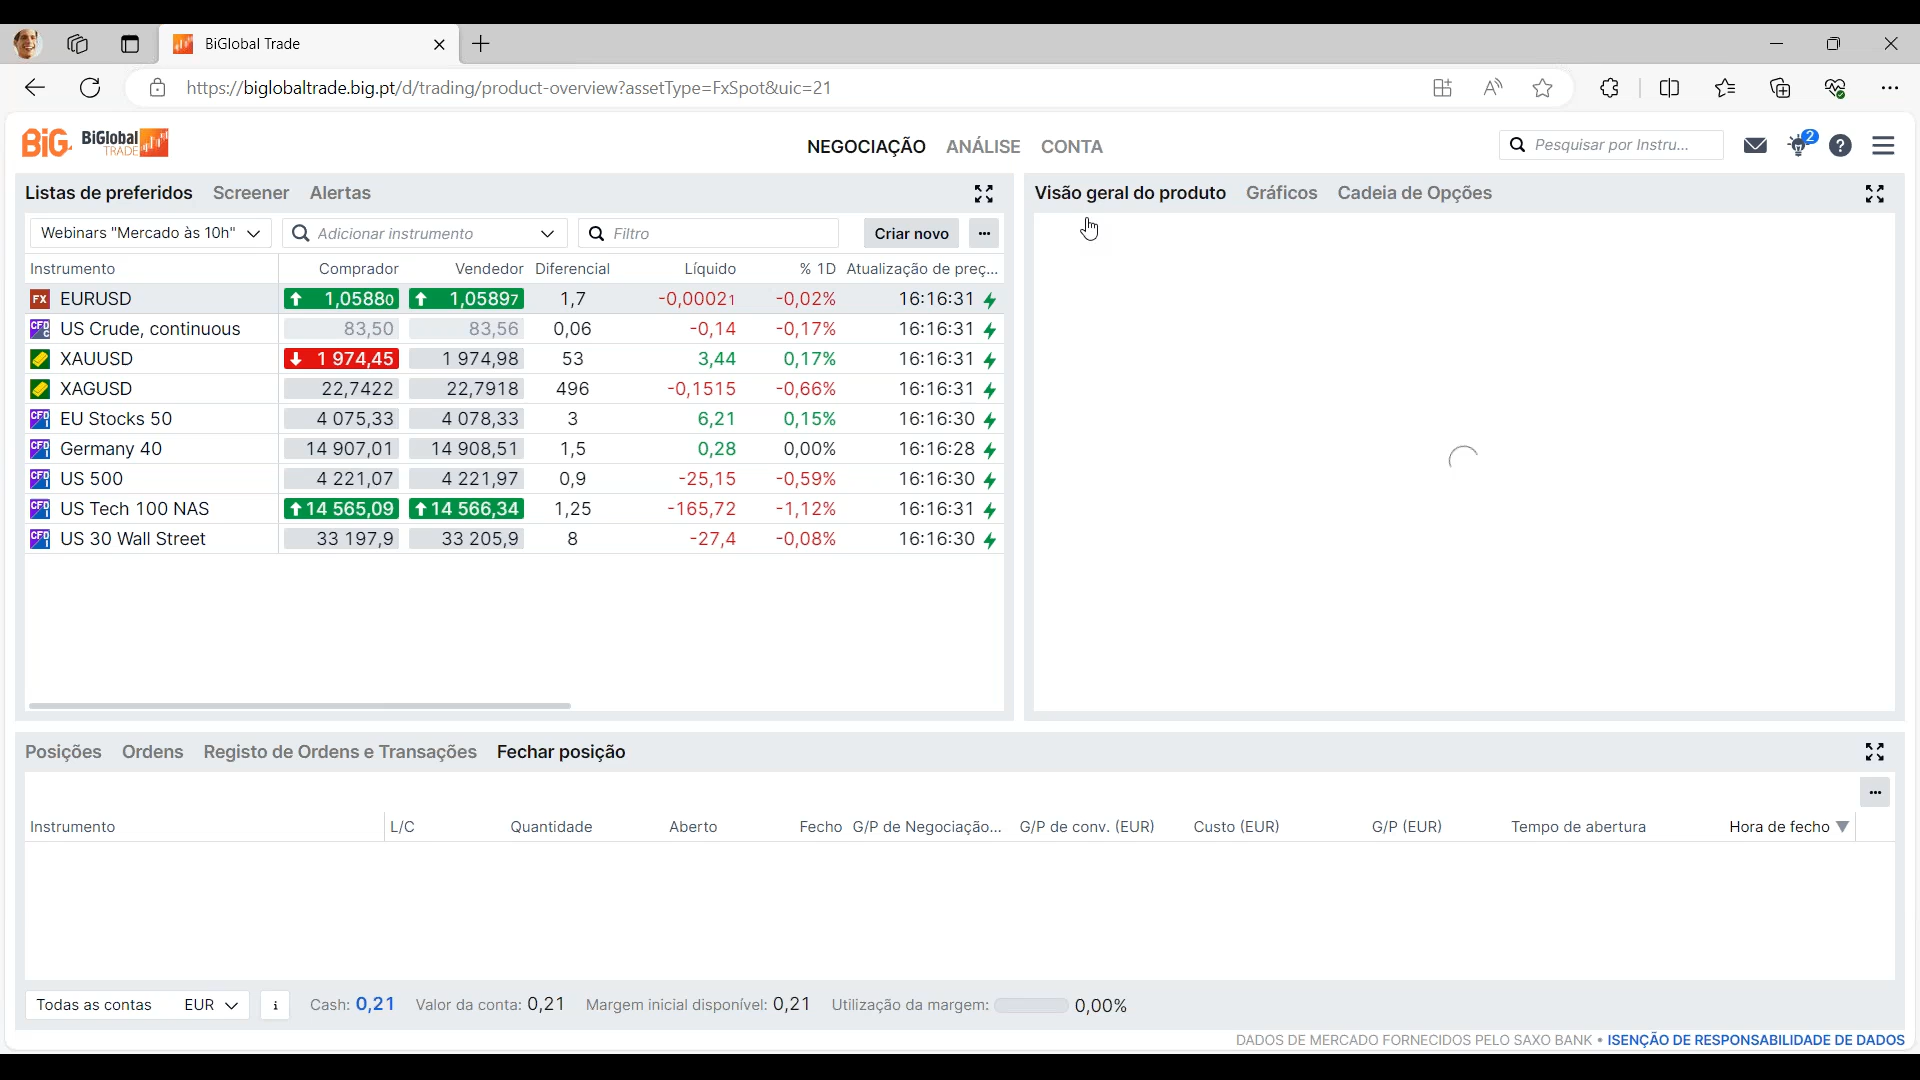 BiGlobal Trade
https://biglobaltrade.big.pt/d/trading/product-overview?assetType=FxSpot&uic=21
BiG BiGlobal TRADE
NEGOCIAÇÃO ANÁLISE CONTA
Pesquisar por Instru...
2
Listas de preferidos Screener Alertas
Visão geral do produto Gráficos Cadeia de Opções
Webinars "Mercado às 10h" Adicionar instrumento Filtro Criar novo ...
Instrumento Comprador Vendedor Diferencial Líquido % 1D Atualização de preç...
FX EURUSD 1,05880 1,05897 1,7 -0,00021 -0,02% 16:16:31
CFD C US Crude, continuous 83,50 83,56 0,06 -0,14 -0,17% 16:16:31
XAUUSD 1 974,45 1 974,98 53 3,44 0,17% 16:16:31
XAGUSD 22,7422 22,7918 496 -0,1515 -0,66% 16:16:31
CFD I EU Stocks 50 4 075,33 4 078,33 3 6,21 0,15% 16:16:30
CFD I Germany 40 14 907,01 14 908,51 1,5 0,28 0,00% 16:16:28
CFD I US 500 4 221,07 4 221,97 0,9 -25,15 -0,59% 16:16:30
CFD I US Tech 100 NAS 14 565,09 14 566,34 1,25 -165,72 -1,12% 16:16:31
CFD I US 30 Wall Street 33 197,9 33 205,9 8 -27,4 -0,08% 16:16:30
Posições Ordens Registo de Ordens e Transações Fechar posição
...
Instrumento L/C Quantidade Aberto Fecho G/P de Negociação... G/P de conv. (EUR) Custo (EUR) G/P (EUR) Tempo de abertura Hora de fecho
Todas as contas EUR i Cash: 0,21 Valor da conta: 0,21 Margem inicial disponível: 0,21 Utilização da margem: 0,00%
DADOS DE MERCADO FORNECIDOS PELO SAXO BANK • ISENÇÃO DE RESPONSABILIDADE DE DADOS